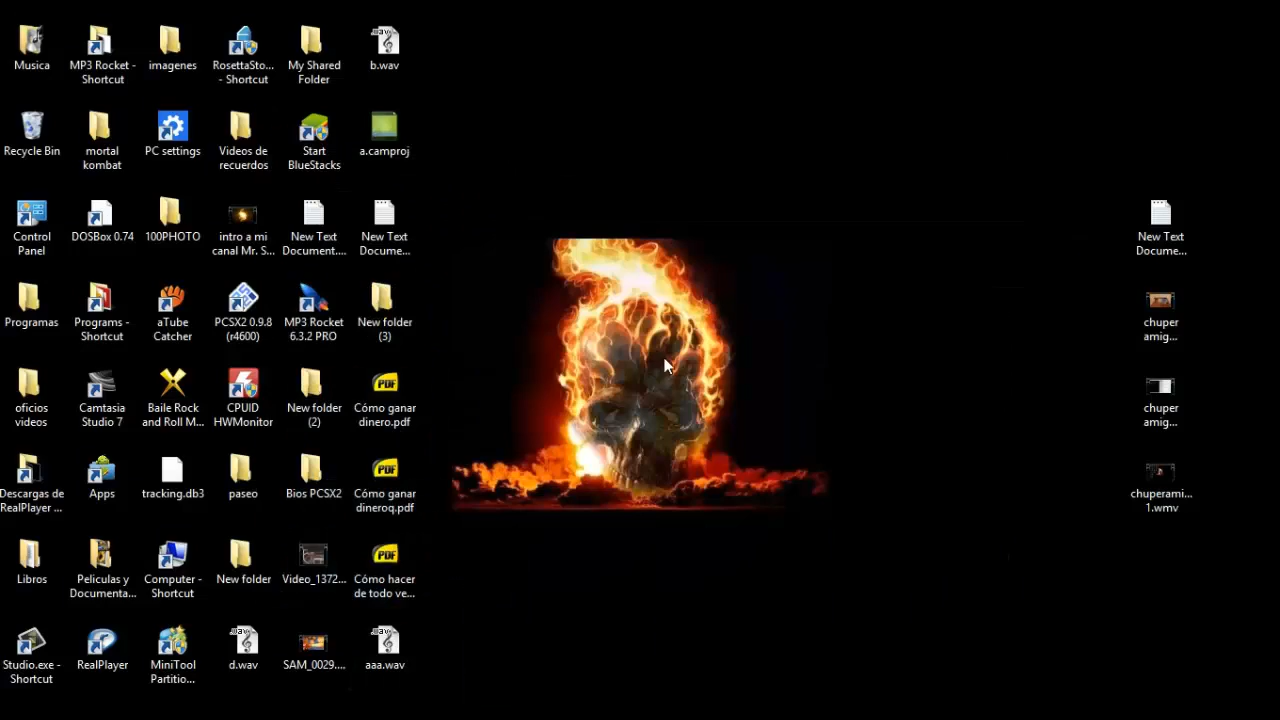 Musica
MP3 Rocket -
Shortcut
imagenes
RosettaSto...
- Shortcut
My Shared
Folder
b.wav
Recycle Bin
mortal
kombat
PC settings
Videos de
recuerdos
Start
BlueStacks
a.camproj
Control
Panel
DOSBox 0.74
100PHOTO
intro a mi
canal Mr. S...
New Text
Document....
New Text
Docume...
New Text
Docume...
Programas
Programs -
Shortcut
aTube
Catcher
PCSX2 0.9.8
(r4600)
MP3 Rocket
6.3.2 PRO
New folder
(3)
chuper
amig...
oficios
videos
Camtasia
Studio 7
Baile Rock
and Roll M...
CPUID
HWMonitor
New folder
(2)
PDF
Cómo ganar
dinero.pdf
chuper
amig...
Descargas de
RealPlayer ...
Apps
tracking.db3
paseo
Bios PCSX2
PDF
Cómo ganar
dineroq.pdf
chuperami...
1.wmv
Libros
Peliculas y
Documenta...
Computer -
Shortcut
New folder
Video_1372...
PDF
Cómo hacer
de todo ve...
Studio.exe -
Shortcut
RealPlayer
MiniTool
Partitio...
d.wav
SAM_0029....
aaa.wav